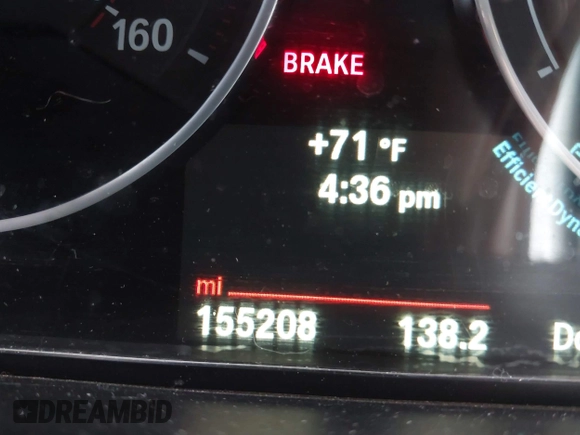 160
BRAKE
+71 °F
4:36 pm
mi
155208 138.2
DREAMBID